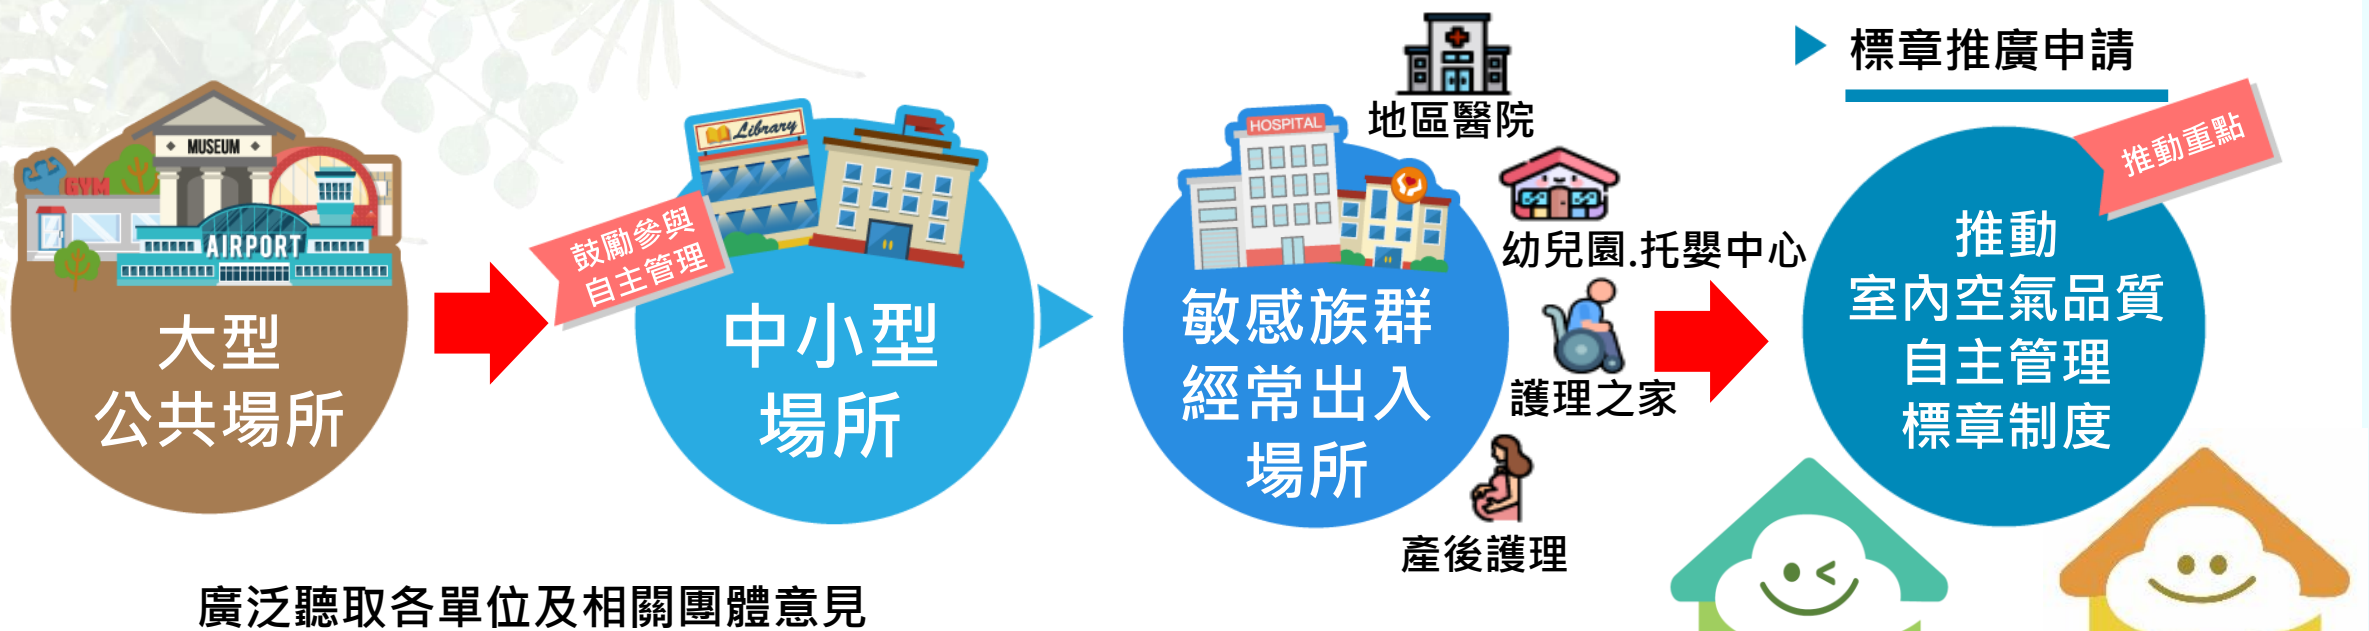 MUSEUM
GYM
AIRPORT
大型
公共場所
鼓勵參與
自主管理
Library
中小型
場所
HOSPITAL
敏感族群
經常出入
場所
地區醫院
幼兒園.托嬰中心
護理之家
產後護理
標章推廣申請
推動重點
推動
室內空氣品質
自主管理
標章制度
廣泛聽取各單位及相關團體意見